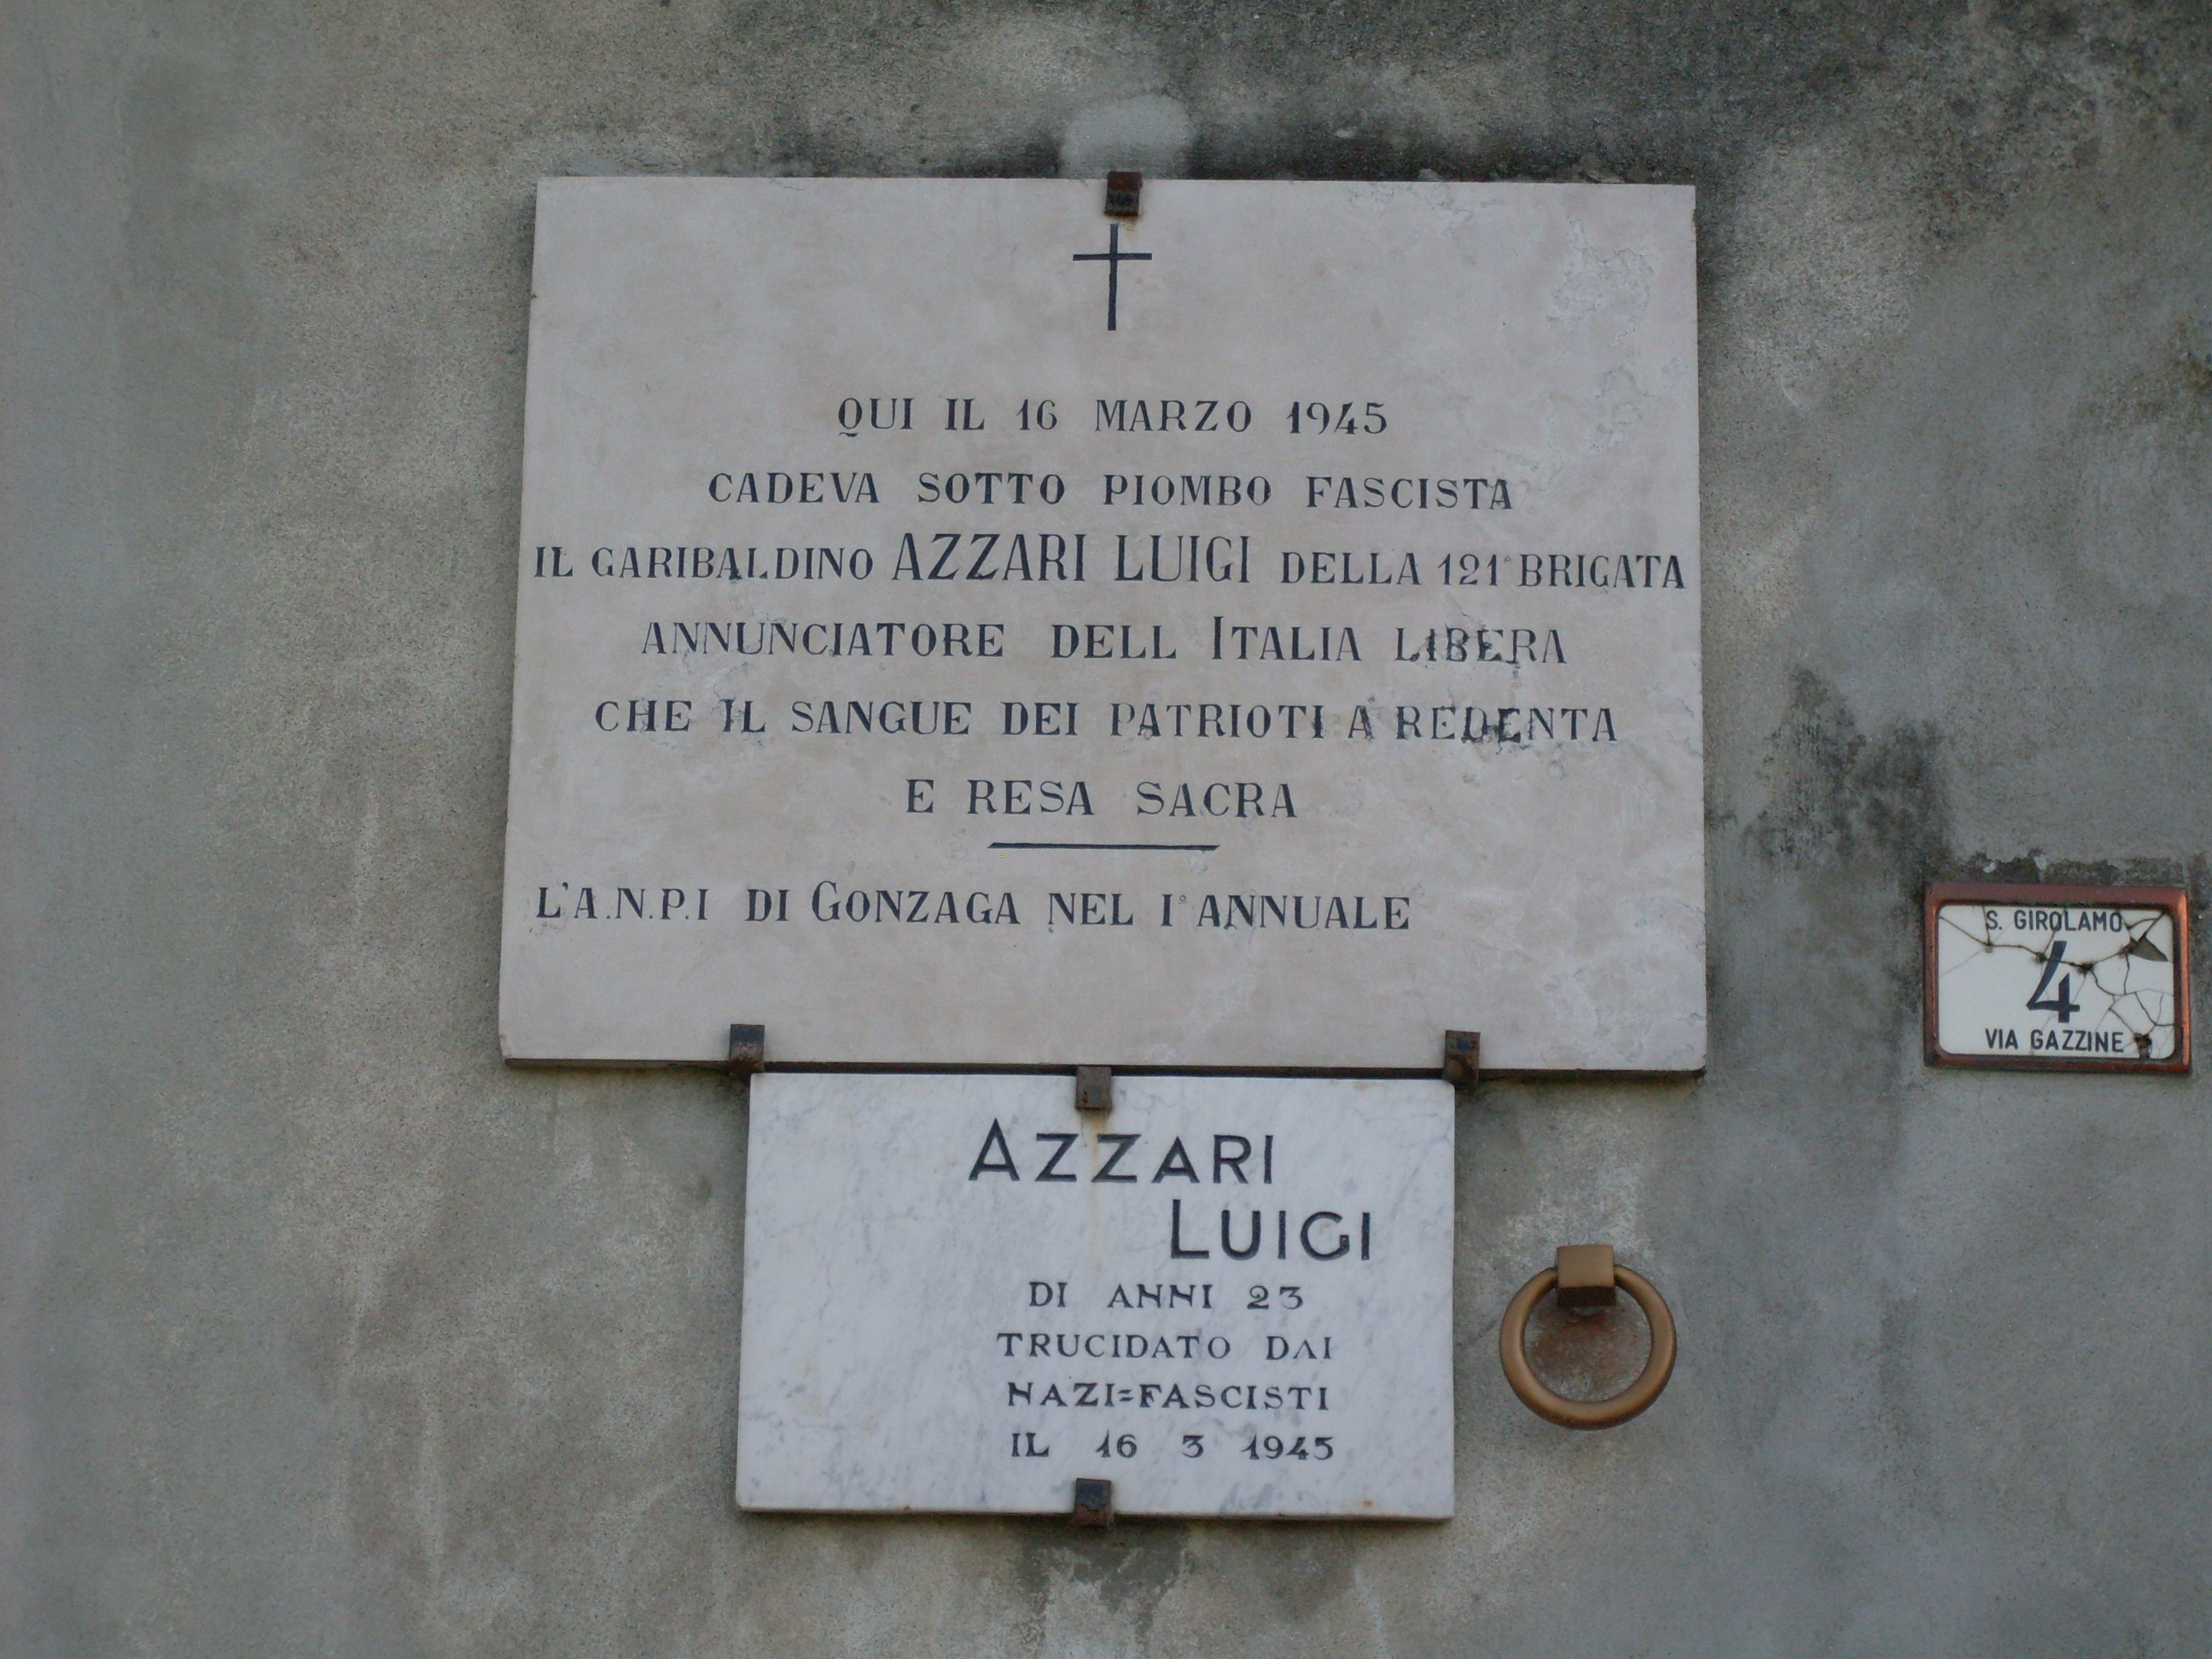 QUI IL 16 MARZO 1945
CADEVA SOTTO PIOMBO FASCISTA
IL GARIBALDINO AZZARI LUIGI DELLA 121° BRIGATA
ANNUNCIATORE DELL ITALIA LIBERA
CHE IL SANGUE DEI PATRIOTI A REDENTA
E RESA SACRA
L'A.N.P.I DI GONZAGA NEL I° ANNUALE
AZZARI
LUIGI
DI ANNI 23
TRUCIDATO DAI
NAZI=FASCISTI
IL 16 3 1945
S. GIROLAMO
4
VIA GAZZINE